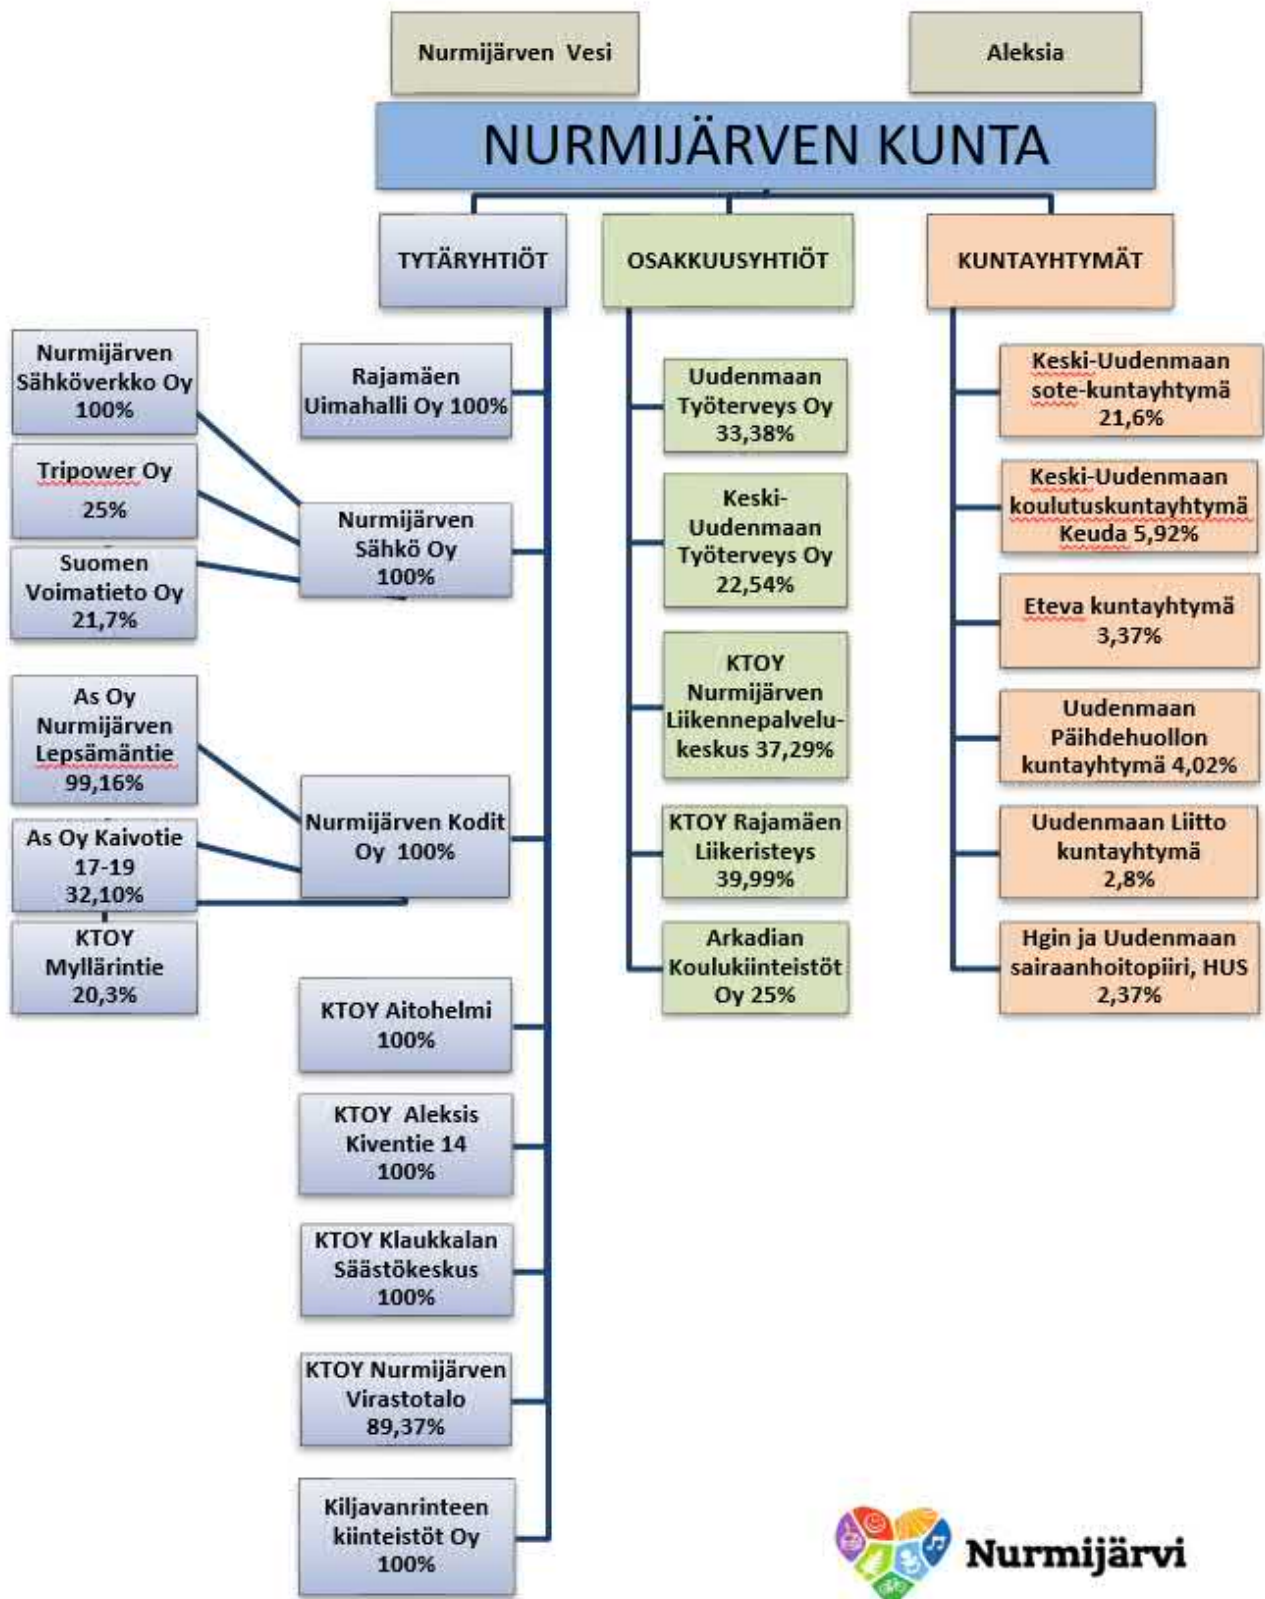 Nurmijärven Vesi
Aleksia
NURMIJÄRVEN KUNTA
TYTÄRYHTIÖT
OSAKKUUSYHTIÖT
KUNTAYHTYMÄT
Nurmijärven
Sähköverkko Oy
100%
Tripower Oy
25%
Suomen
Voimatieto Oy
21,7%
As Oy
Nurmijärven
Lepsämäntie
99,16%
As Oy Kaivotie
17-19
32,10%
KTOY
Myllärintie
20,3%
Rajamäen
Uimahalli Oy 100%
Nurmijärven
Sähkö Oy
100%
Nurmijärven Kodit
Oy 100%
KTOY Aitohelmi
100%
KTOY Aleksis
Kiventie 14
100%
KTOY Klaukkalan
Säästökeskus
100%
KTOY Nurmijärven
Virastotalo
89,37%
Kiljavanrinteen
kiinteistöt Oy
100%
Uudenmaan
Työterveys Oy
33,38%
Keski-
Uudenmaan
Työterveys Oy
22,54%
KTOY
Nurmijärven
Liikennepalvelu-
keskus 37,29%
KTOY Rajamäen
Liikeristeys
39,99%
Arkadian
Koulukiinteistöt
Oy 25%
Keski-Uudenmaan
sote-kuntayhtymä
21,6%
Keski-Uudenmaan
koulutuskuntayhtymä
Keuda 5,92%
Eteva kuntayhtymä
3,37%
Uudenmaan
Päihdehuollon
kuntayhtymä 4,02%
Uudenmaan Liitto
kuntayhtymä
2,8%
Hgin ja Uudenmaan
sairaanhoitopiiri, HUS
2,37%
Nurmijärvi